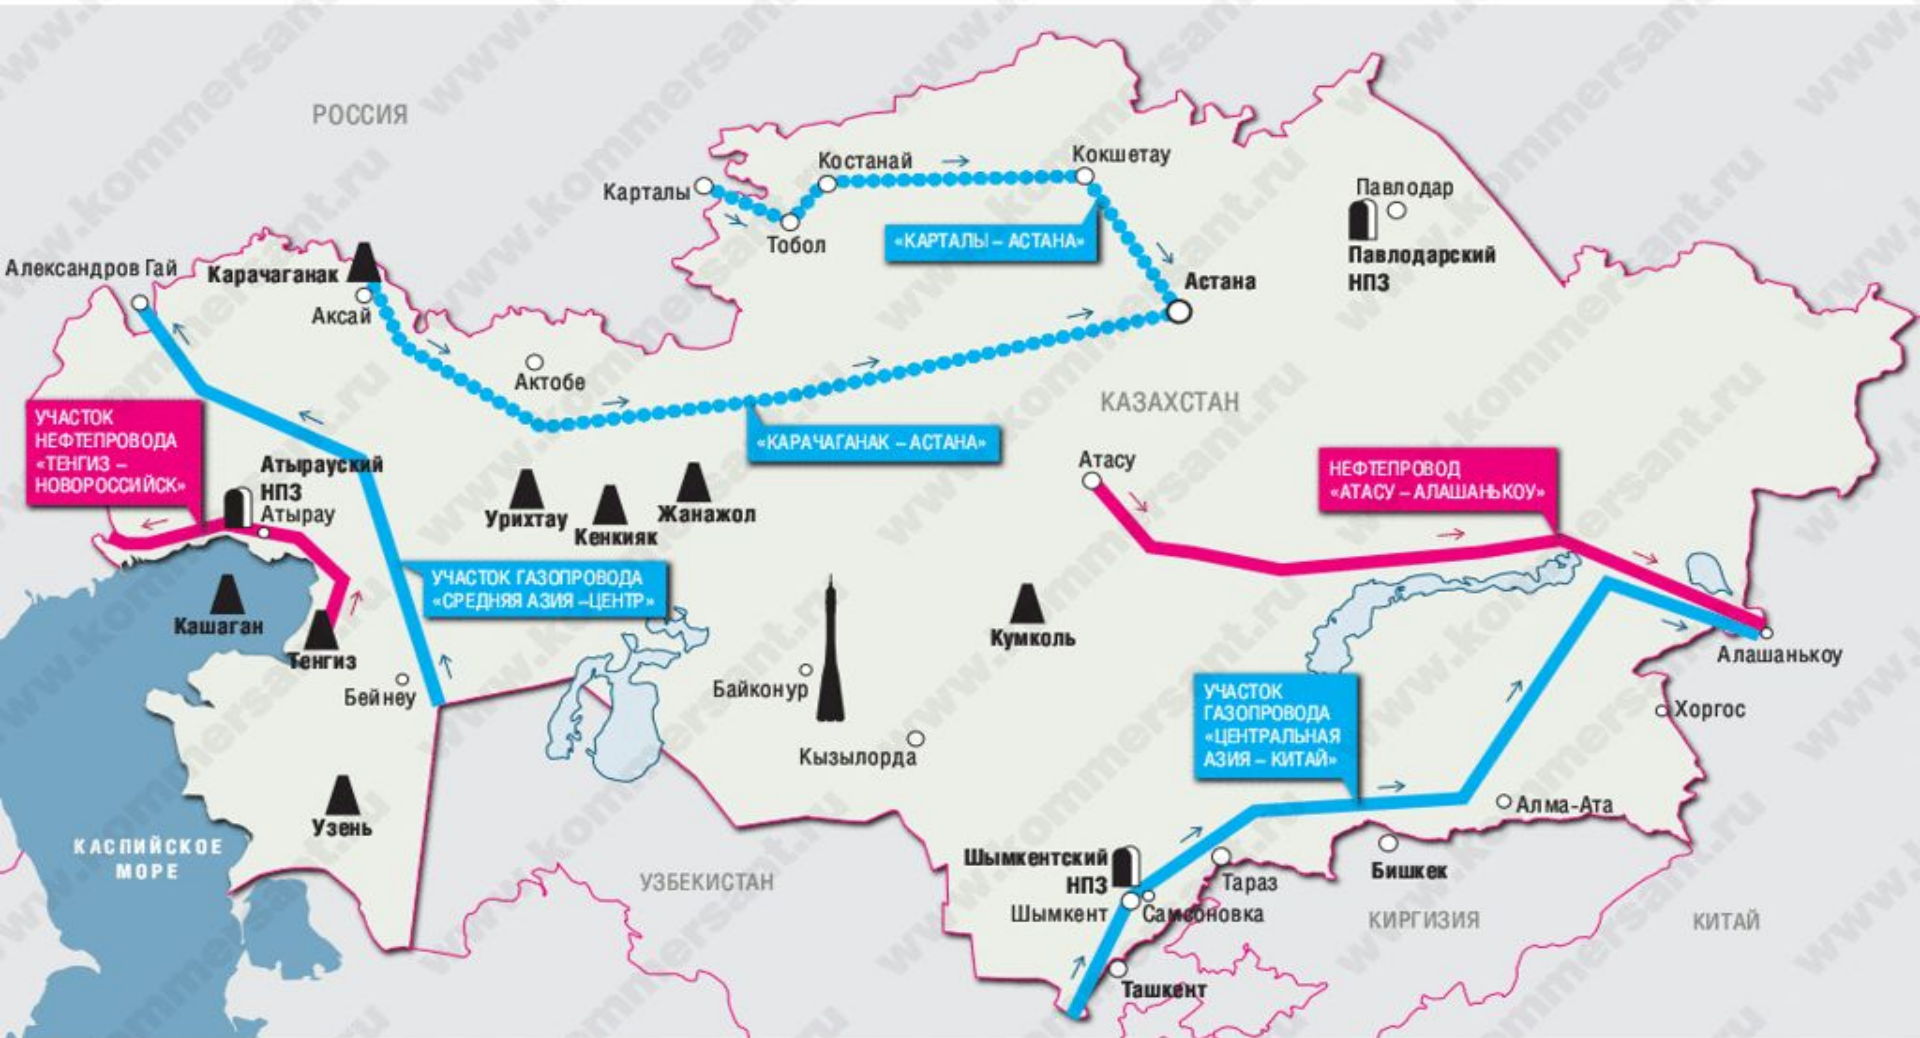 РОССИЯ
Костанай
Кокшетау
Карталы
Павлодар
Тобол
«КАРТАЛЫ – АСТАНА»
Павлодарский
НПЗ
Александров Гай
Карачаганак
Астана
Аксай
Актобе
КАЗАХСТАН
УЧАСТОК
НЕФТЕПРОВОДА
«ТЕНГИЗ –
НОВОРОССИЙСК»
«КАРАЧАГАНАК – АСТАНА»
Атырауский
НПЗ
Атырау
Атасу
НЕФТЕПРОВОД
«АТАСУ – АЛАШАНЬКОУ»
Урихтау
Кенкияк
Жанажол
УЧАСТОК ГАЗОПРОВОДА
«СРЕДНЯЯ АЗИЯ –ЦЕНТР»
Кашаган
Тенгиз
Кумколь
Алашанькоу
Бейнеу
Байконур
УЧАСТОК
ГАЗОПРОВОДА
«ЦЕНТРАЛЬНАЯ
АЗИЯ – КИТАЙ»
Хоргос
Кызылорда
Узень
Алма-Ата
КАСПИЙСКОЕ
МОРЕ
Шымкентский
НПЗ
Бишкек
УЗБЕКИСТАН
Тараз
Шымкент
Самсоновка
КИРГИЗИЯ
КИТАЙ
Ташкент
www.kommersant.ru